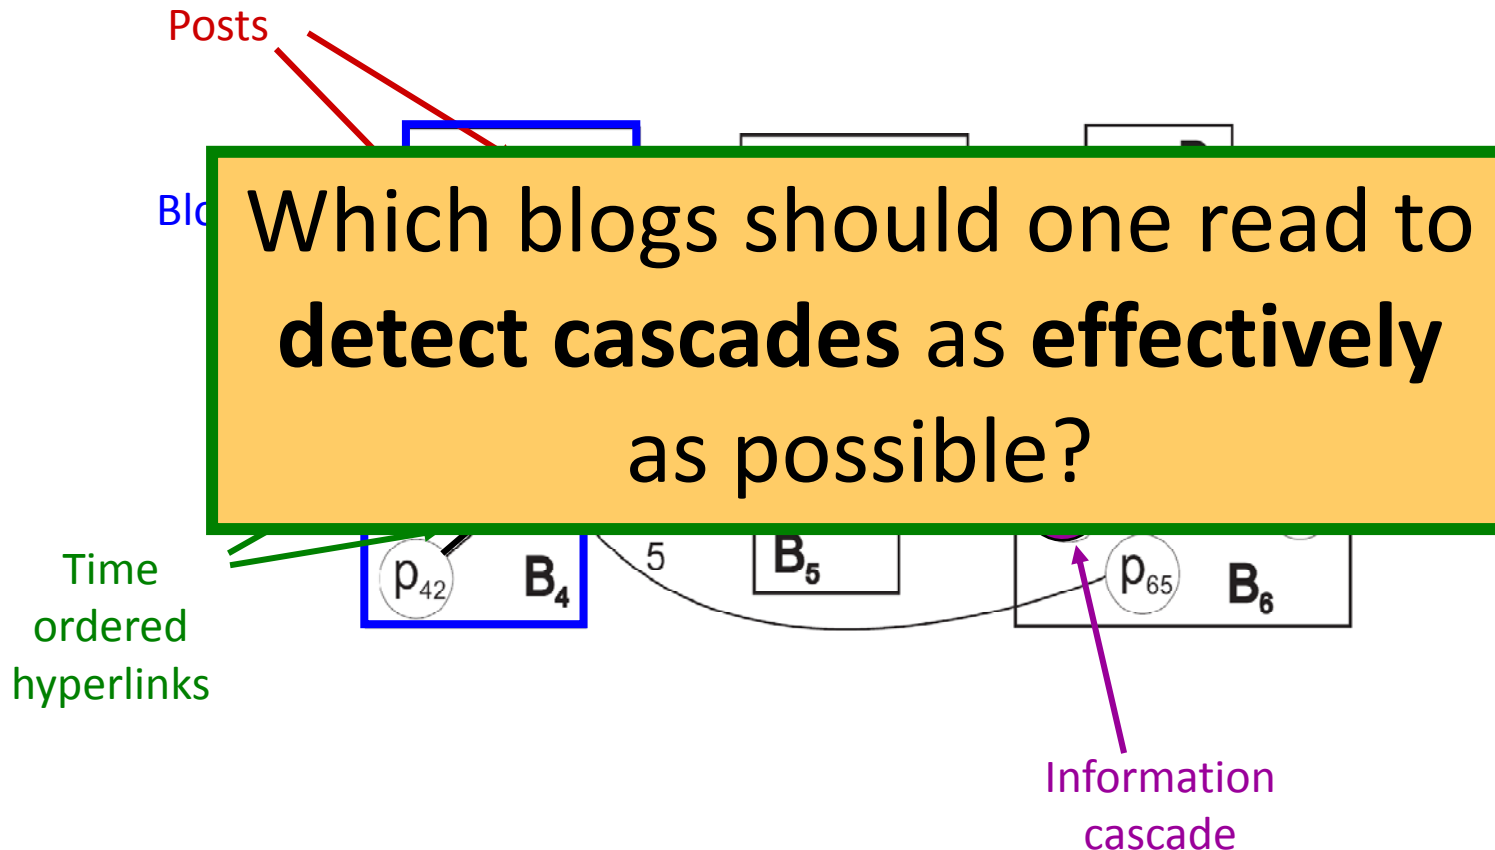 Posts
Which blogs should one read to
detect cascades as effectively
as possible?
Time
ordered
hyperlinks
p42
B4
5
B5
p65
B6
Information
cascade